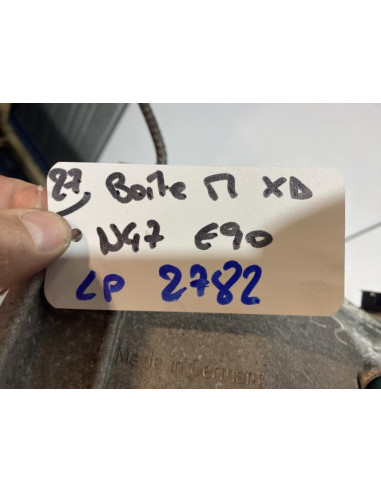 27, Boite M XD
N47 E90
LP 2782
Made in Germany